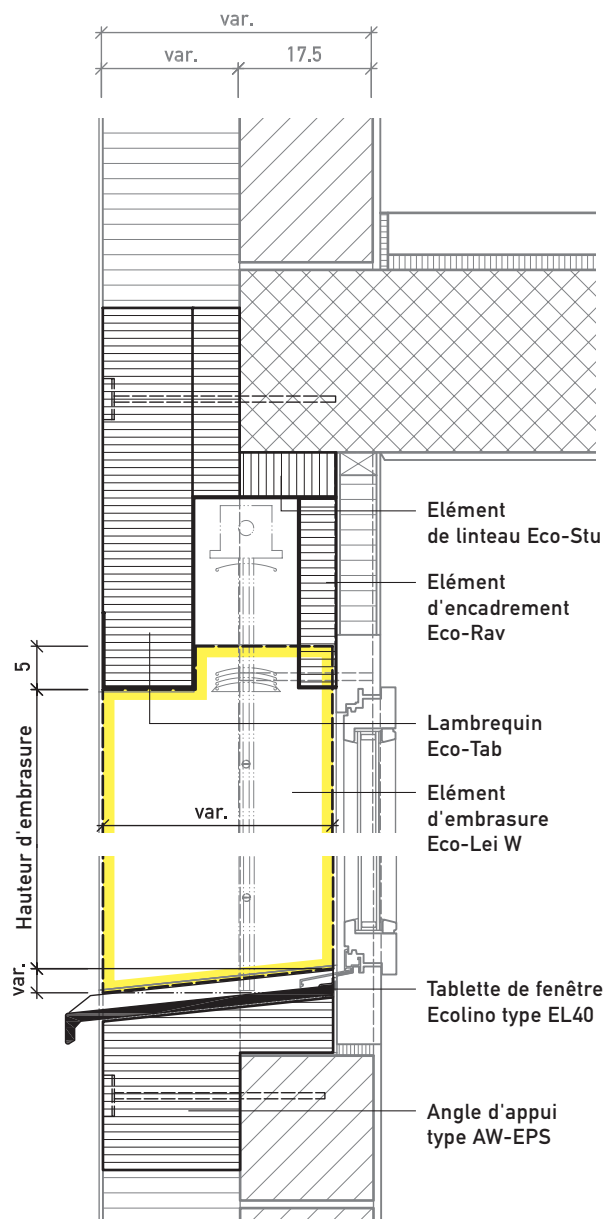 var.
var.
17.5
Elément
de linteau Eco-Stu
Elément
d'encadrement
Eco-Rav
5
Lambrequin
Eco-Tab
Elément
d'embrasure
Eco-Lei W
var.
Hauteur d'embrasure
var.
Tablette de fenêtre
Ecolino type EL40
Angle d'appui
type AW-EPS